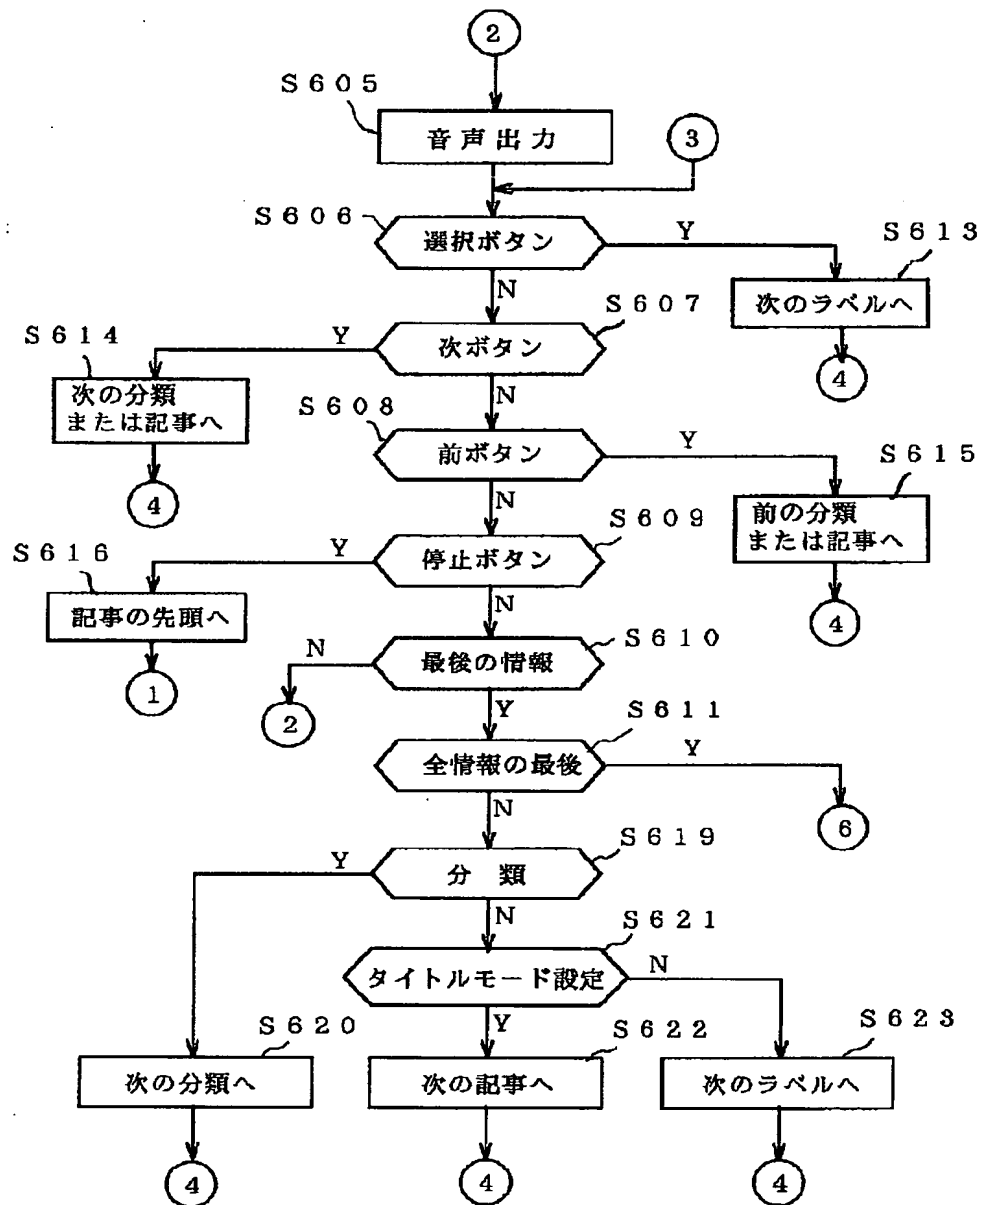 ②
S605
音声出力
③
S606
選択ボタン
Y
S613
N
次のラベルへ
④
S607
次ボタン
Y
S614
次の分類
または記事へ
④
N
S608
前ボタン
Y
S615
前の分類
または記事へ
④
N
S609
停止ボタン
Y
S616
記事の先頭へ
①
N
S610
最後の情報
N
②
Y
S611
全情報の最後
Y
⑥
N
S619
分類
Y
N
S621
タイトルモード設定
N
Y
S620
次の分類へ
④
S622
次の記事へ
④
S623
次のラベルへ
④